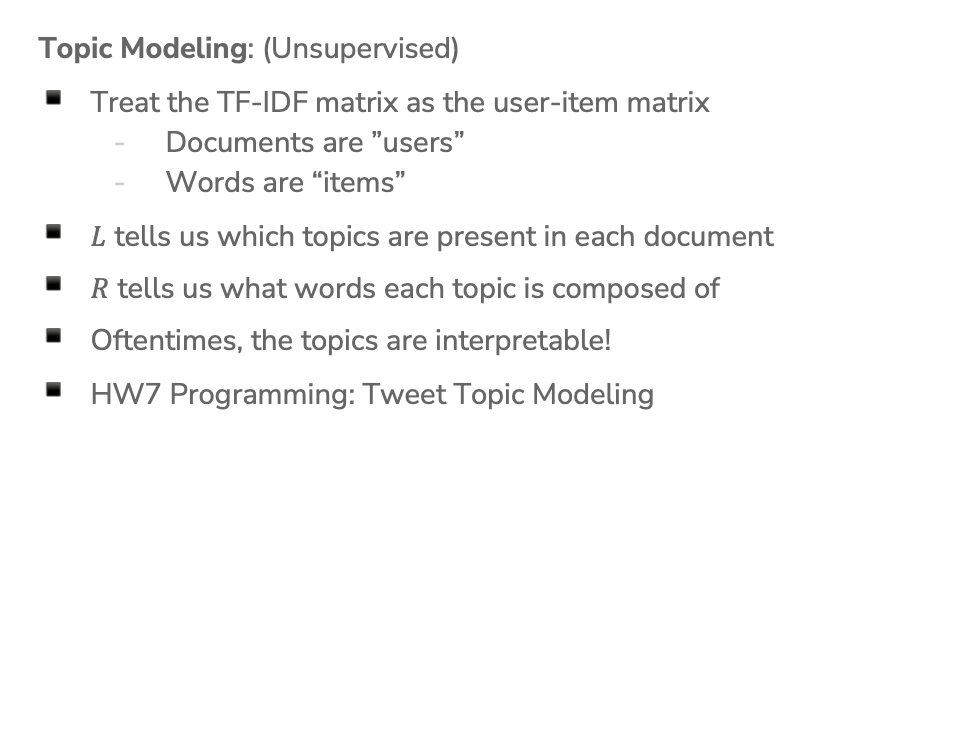 Topic Modeling: (Unsupervised)
▪ Treat the TF-IDF matrix as the user-item matrix
- Documents are ”users”
- Words are “items”
▪ L tells us which topics are present in each document
▪ R tells us what words each topic is composed of
▪ Oftentimes, the topics are interpretable!
▪ HW7 Programming: Tweet Topic Modeling